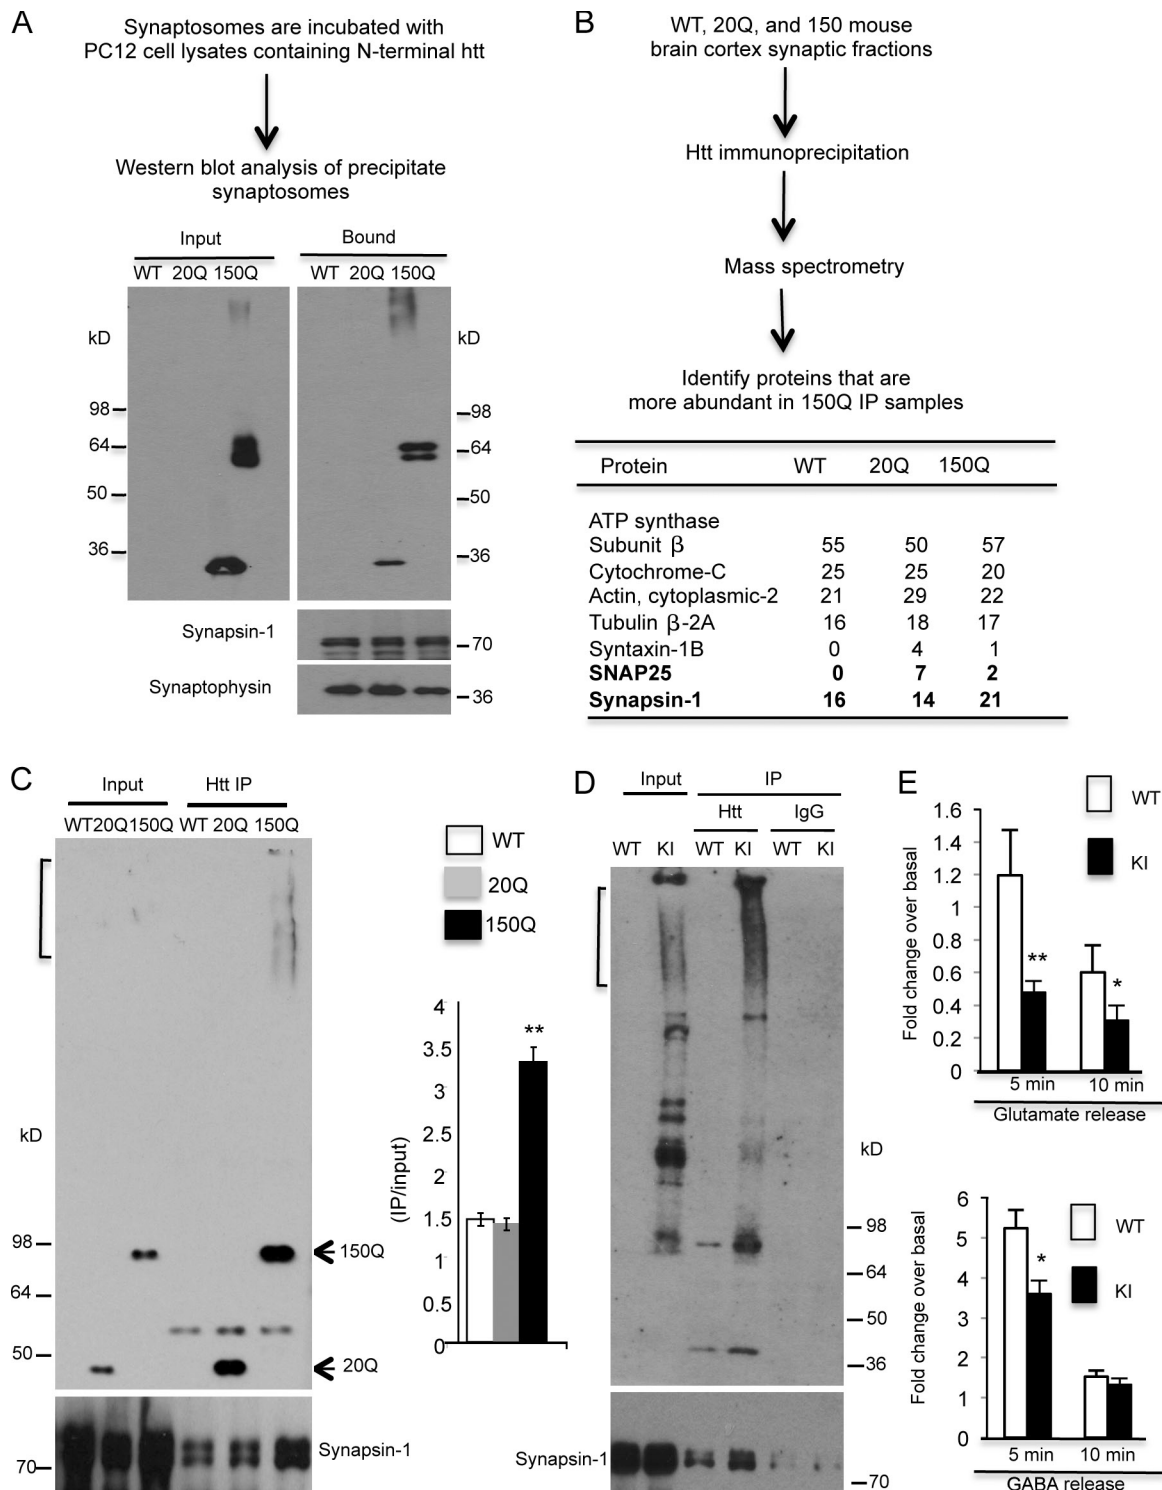 A
Synaptosomes are incubated with
PC12 cell lysates containing N-terminal htt
Western blot analysis of precipitate
synaptosomes
Input Bound
WT 20Q 150Q WT 20Q 150Q
kD kD
98 98
64 64
50 50
36 36
Synapsin-1 70
Synaptophysin 36
B
WT, 20Q, and 150 mouse
brain cortex synaptic fractions
Htt immunoprecipitation
Mass spectrometry
Identify proteins that are
more abundant in 150Q IP samples
Protein WT 20Q 150Q
ATP synthase
Subunit β 55 50 57
Cytochrome-C 25 25 20
Actin, cytoplasmic-2 21 29 22
Tubulin β-2A 16 18 17
Syntaxin-1B 0 4 1
SNAP25 0 7 2
Synapsin-1 16 14 21
C
Input Htt IP
WT 20Q 150Q WT 20Q 150Q
kD
98
64
50
150Q
20Q
Synapsin-1
70
WT
20Q
150Q
(IP/input)
4
3.5
3
2.5
2
1.5
1
0.5
0
**
D
Input IP
Htt IgG
WT KI WT KI WT KI
kD
98
64
50
36
Synapsin-1
70
E
WT
KI
Fold change over basal
1.6
1.4
1.2
1
0.8
0.6
0.4
0.2
0
**
*
5 min 10 min
Glutamate release
WT
KI
Fold change over basal
6
5
4
3
2
1
0
*
5 min 10 min
GABA release